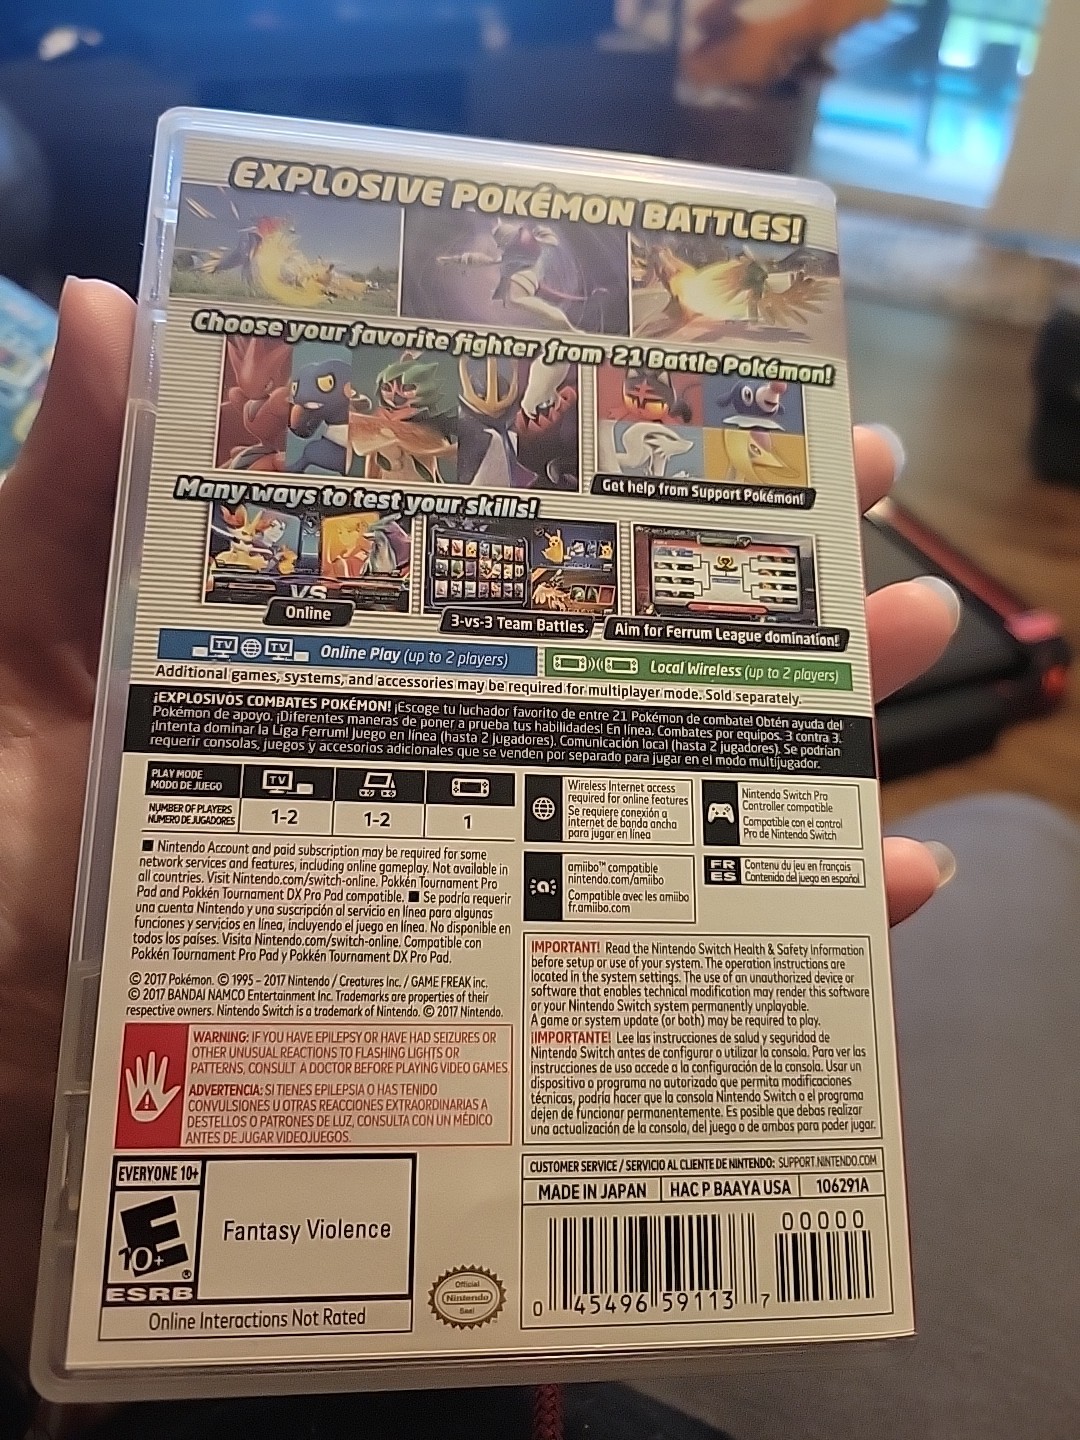 EXPLOSIVE POKÉMON BATTLES!
Choose your favorite fighter from 21 Battle Pokémon!
Get help from Support Pokémon!
Many ways to test your skills!
VS
Online
3-vs-3 Team Battles.
Aim for Ferrum League domination!
TV TV Online Play (up to 2 players)
Local Wireless (up to 2 players)
Additional games, systems, and accessories may be required for multiplayer mode. Sold separately.
¡EXPLOSIVOS COMBATES POKÉMON! ¡Escoge tu luchador favorito de entre 21 Pokémon de combate! Obtén ayuda del
Pokémon de apoyo. ¡Diferentes maneras de poner a prueba tus habilidades! En línea. Combates por equipos. 3 contra 3.
¡Intenta dominar la Liga Ferrum! Juego en línea (hasta 2 jugadores). Comunicación local (hasta 2 jugadores). Se podrían
requerir consolas, juegos y accesorios adicionales que se venden por separado para jugar en el modo multijugador.
PLAY MODE
MODO DE JUEGO
TV
NUMBER OF PLAYERS
NÚMERO DE JUGADORES
1-2
1-2
1
Wireless Internet access
required for online features
Se requiere conexión a
internet de banda ancha
para jugar en línea
Nintendo Switch Pro
Controller compatible
Compatible con el control
Pro de Nintendo Switch
amiibo™ compatible
nintendo.com/amiibo
Compatible avec les amiibo
fr.amiibo.com
FR
ES
Contenu du jeu en français
Contenido del juego en español
■ Nintendo Account and paid subscription may be required for some
network services and features, including online gameplay. Not available in
all countries. Visit Nintendo.com/switch-online. Pokkén Tournament Pro
Pad and Pokkén Tournament DX Pro Pad compatible. ■ Se podría requerir
una cuenta Nintendo y una suscripción al servicio en línea para algunas
funciones y servicios en línea, incluyendo el juego en línea. No disponible en
todos los países. Visita Nintendo.com/switch-online. Compatible con
Pokkén Tournament Pro Pad y Pokkén Tournament DX Pro Pad.
© 2017 Pokémon. © 1995 – 2017 Nintendo / Creatures Inc. / GAME FREAK inc.
© 2017 BANDAI NAMCO Entertainment Inc. Trademarks are properties of their
respective owners. Nintendo Switch is a trademark of Nintendo. © 2017 Nintendo.
WARNING: IF YOU HAVE EPILEPSY OR HAVE HAD SEIZURES OR
OTHER UNUSUAL REACTIONS TO FLASHING LIGHTS OR
PATTERNS, CONSULT A DOCTOR BEFORE PLAYING VIDEO GAMES.
ADVERTENCIA: SI TIENES EPILEPSIA O HAS TENIDO
CONVULSIONES U OTRAS REACCIONES EXTRAORDINARIAS A
DESTELLOS O PATRONES DE LUZ, CONSULTA CON UN MÉDICO
ANTES DE JUGAR VIDEOJUEGOS.
IMPORTANT! Read the Nintendo Switch Health & Safety Information
before setup or use of your system. The operation instructions are
located in the system settings. The use of an unauthorized device or
software that enables technical modification may render this software
or your Nintendo Switch system permanently unplayable.
A game or system update (or both) may be required to play.
¡IMPORTANTE! Lee las instrucciones de salud y seguridad de
Nintendo Switch antes de configurar o utilizar la consola. Para ver las
instrucciones de uso accede a la configuración de la consola. Usar un
dispositivo o programa no autorizado que permita modificaciones
técnicas, podría hacer que la consola Nintendo Switch o el programa
dejen de funcionar permanentemente. Es posible que debas realizar
una actualización de la consola, del juego o de ambos para poder jugar.
EVERYONE 10+
E
10+
®
ESRB
Fantasy Violence
Online Interactions Not Rated
Official
Nintendo
Seal
CUSTOMER SERVICE / SERVICIO AL CLIENTE DE NINTENDO: SUPPORT.NINTENDO.COM
MADE IN JAPAN
HAC P BAAYA USA
106291A
00000
0 45496 59113 7